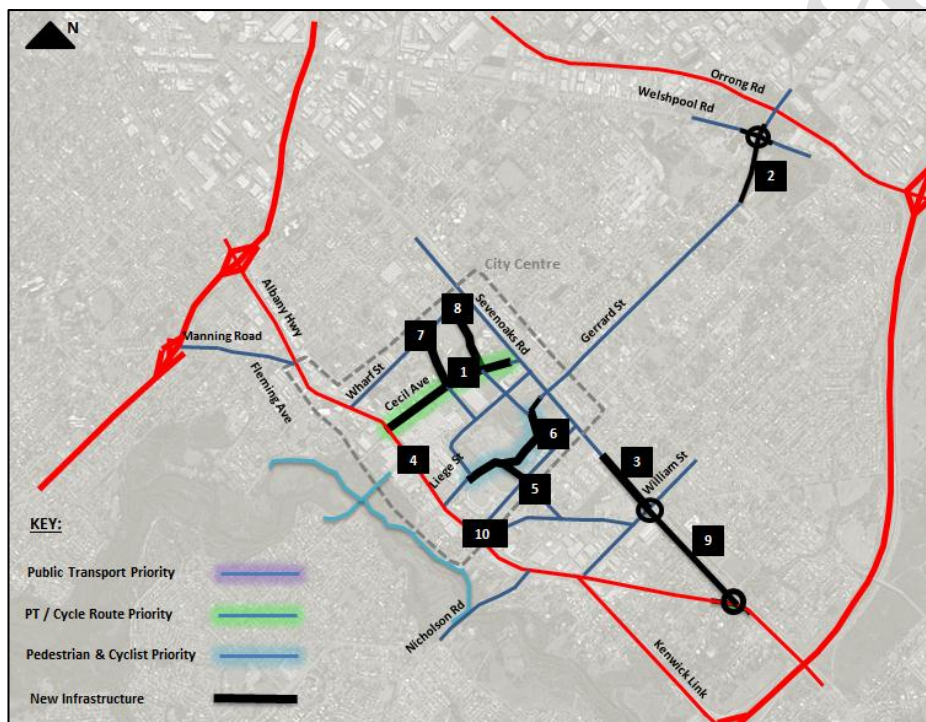 N
Orrong Rd
Welshpool Rd
2
City Centre
Sevenoaks Rd
8
Albany Hwy
Gerrard St
7
Manning Road
1
Fleming Ave
Wharf St
Cecil Ave
6
4
Liege St
3
William St
5
10
9
KEY:
Public Transport Priority
PT / Cycle Route Priority
Nicholson Rd
Pedestrian & Cyclist Priority
Kenwick Link
New Infrastructure